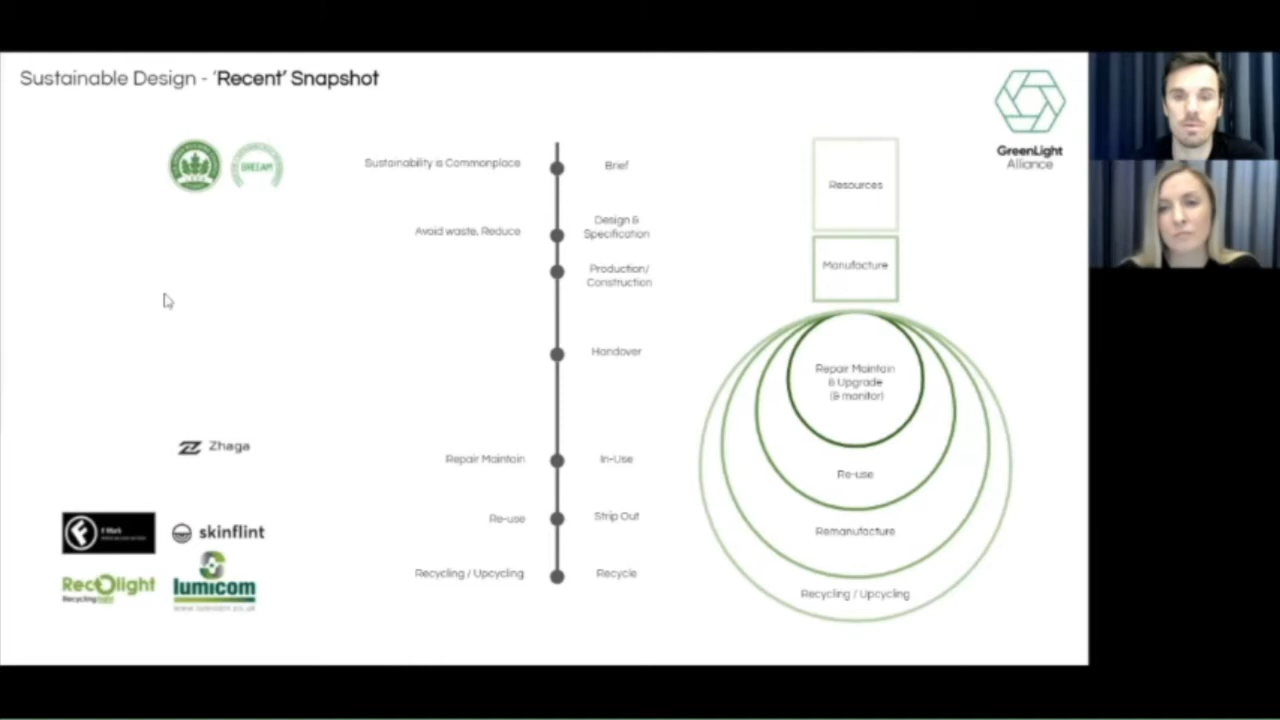 Sustainable Design - 'Recent' Snapshot
GreenLight
Alliance
BREEAM
Sustainability is Commonplace
Brief
Avoid waste, Reduce
Design &
Specification
Production/
Construction
Handover
Zhaga
Repair Maintain
In-Use
Re-use
Strip Out
Recycling / Upcycling
Recycle
skinflint
Recolight
Recycling
lumicom
Resources
Manufacture
Repair Maintain
& Upgrade
(& monitor)
Re-use
Remanufacture
Recycling / Upcycling